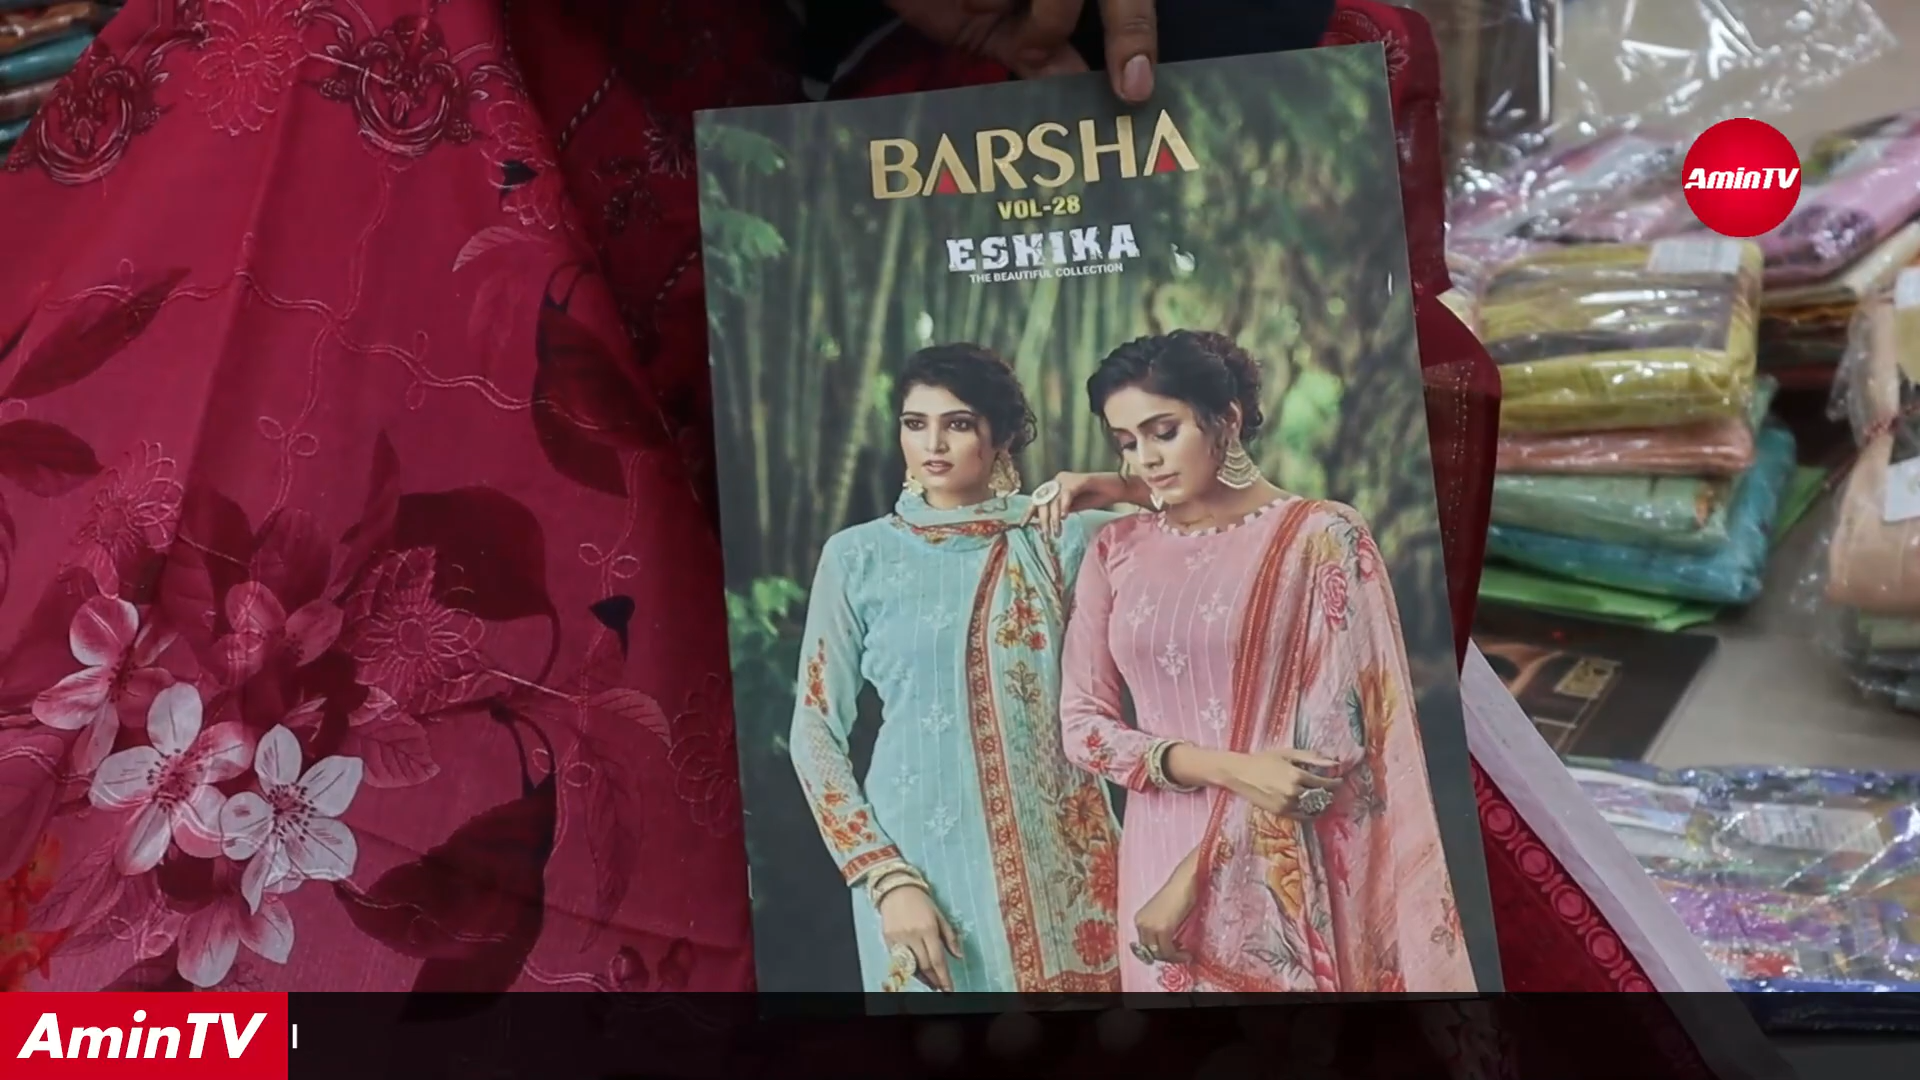 BARSHA
VOL-28
ESHIKA
THE BEAUTIFUL COLLECTION
AminTV
AminTV